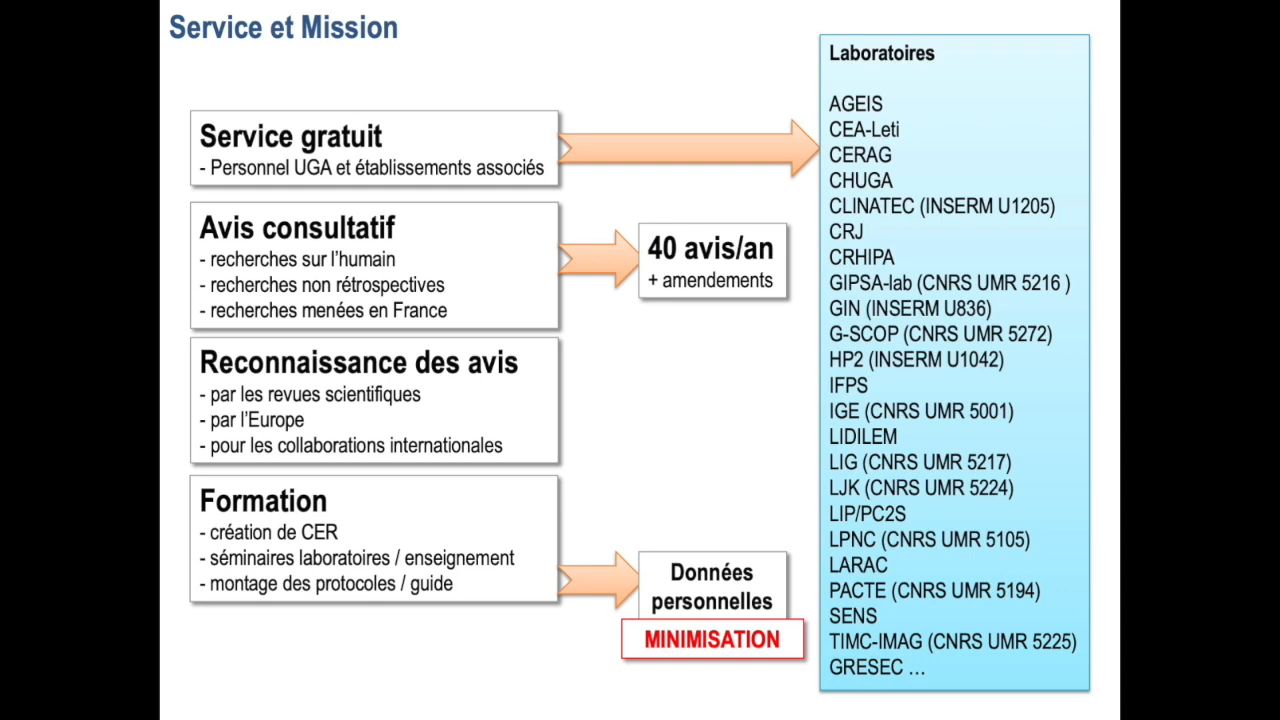 Service et Mission
Service gratuit
- Personnel UGA et établissements associés
Avis consultatif
- recherches sur l'humain
- recherches non rétrospectives
- recherches menées en France
40 avis/an
+ amendements
Reconnaissance des avis
- par les revues scientifiques
- par l'Europe
- pour les collaborations internationales
Formation
- création de CER
- séminaires laboratoires / enseignement
- montage des protocoles / guide
Données
personnelles
MINIMISATION
Laboratoires
AGEIS
CEA-Leti
CERAG
CHUGA
CLINATEC (INSERM U1205)
CRJ
CRHIPA
GIPSA-lab (CNRS UMR 5216 )
GIN (INSERM U836)
G-SCOP (CNRS UMR 5272)
HP2 (INSERM U1042)
IFPS
IGE (CNRS UMR 5001)
LIDILEM
LIG (CNRS UMR 5217)
LJK (CNRS UMR 5224)
LIP/PC2S
LPNC (CNRS UMR 5105)
LARAC
PACTE (CNRS UMR 5194)
SENS
TIMC-IMAG (CNRS UMR 5225)
GRESEC …